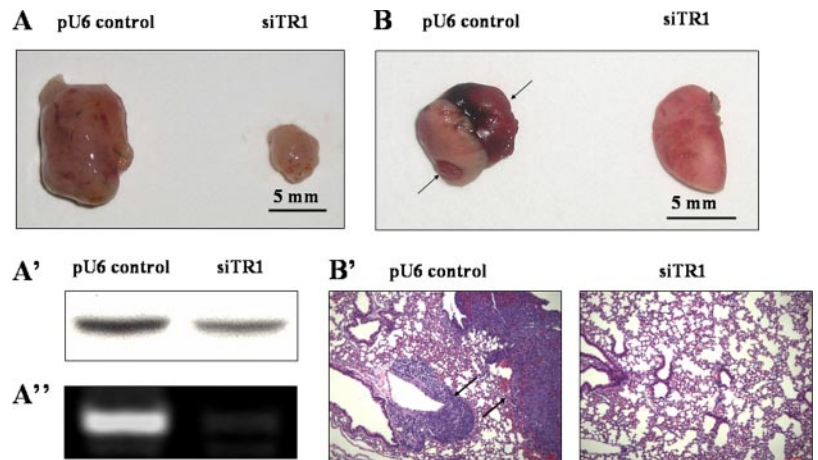 A
pU6 control
siTR1
5 mm
B
pU6 control
siTR1
5 mm
A'
pU6 control
siTR1
A''
B'
pU6 control
siTR1